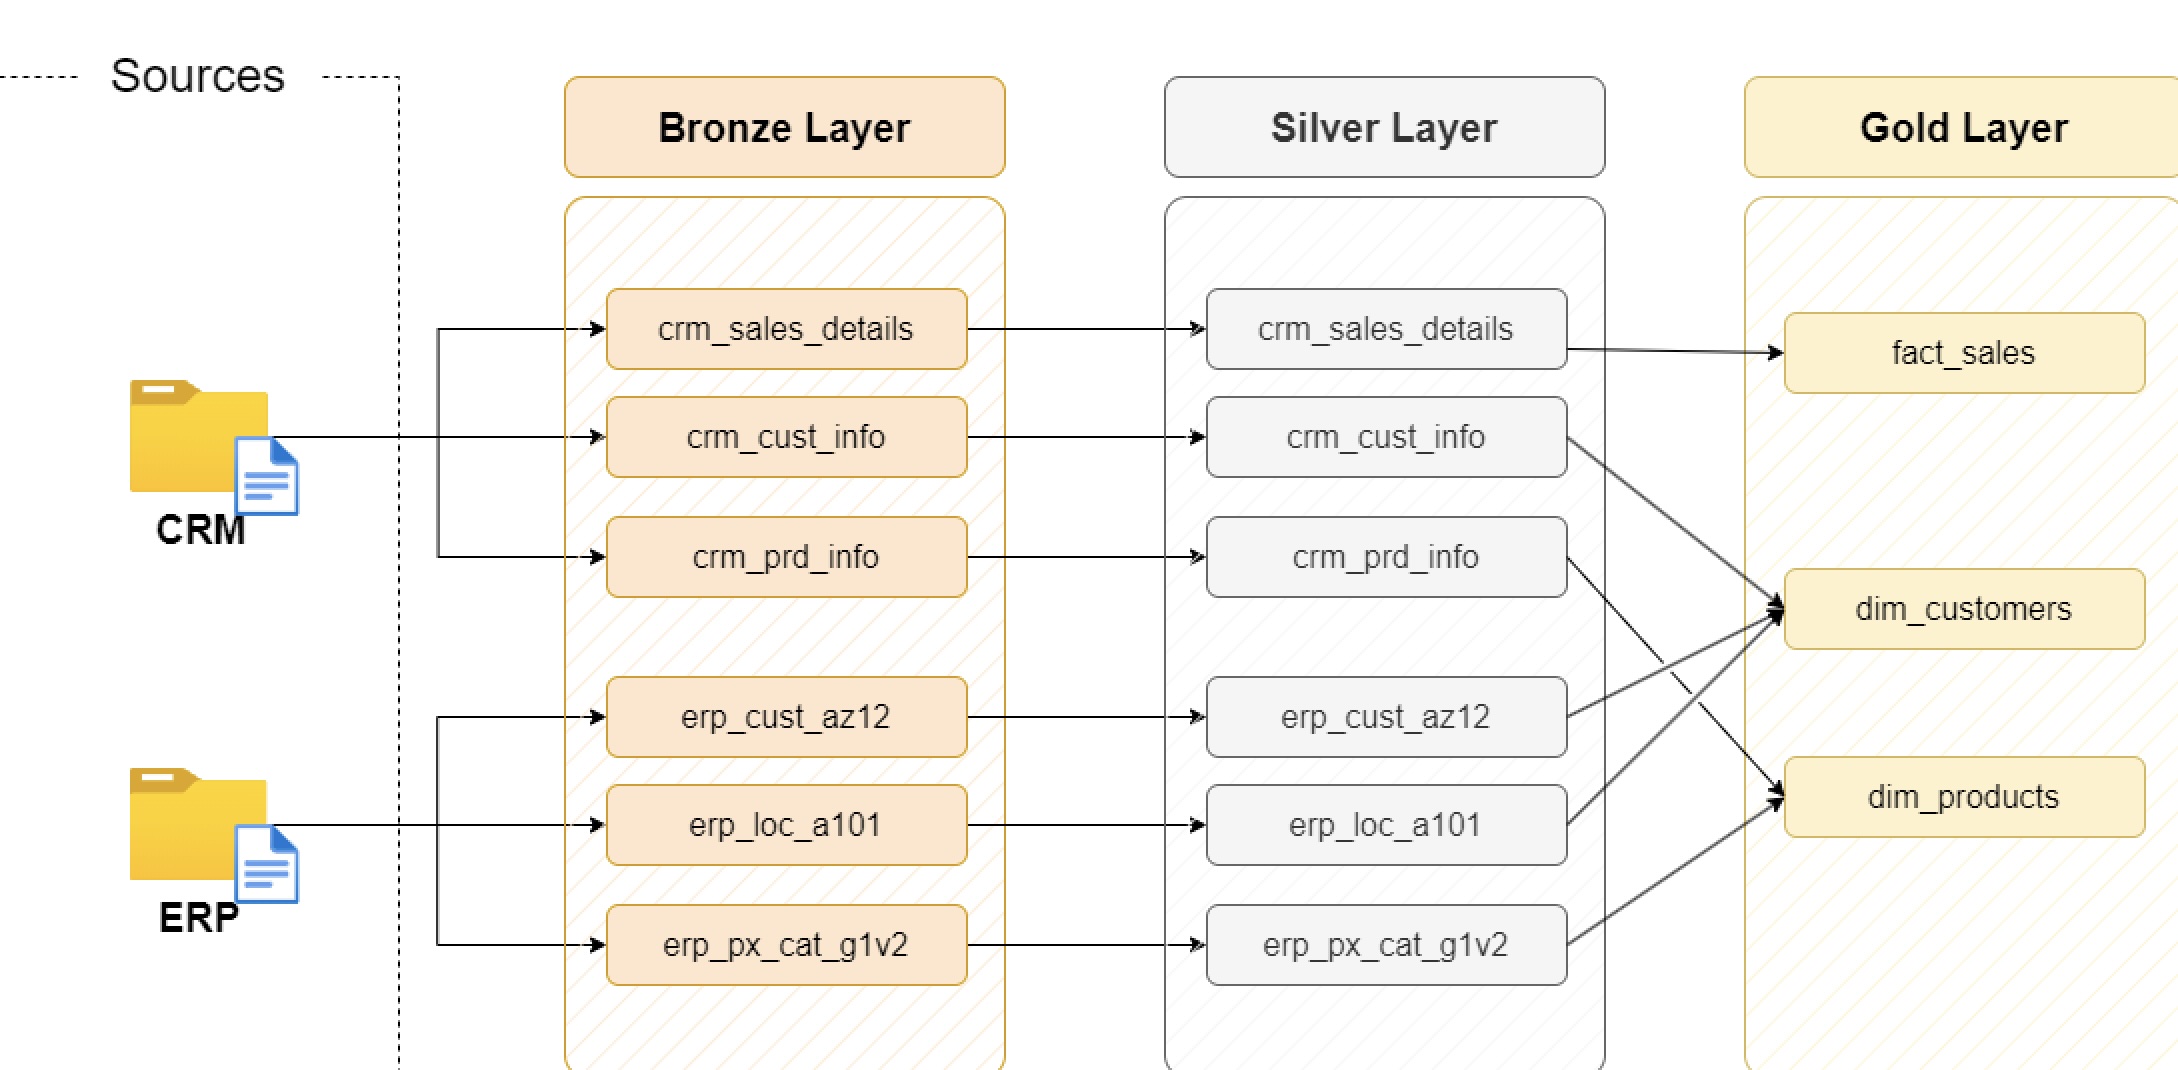 Sources
Bronze Layer
Silver Layer
Gold Layer
crm_sales_details
crm_sales_details
fact_sales
crm_cust_info
crm_cust_info
CRM
crm_prd_info
crm_prd_info
dim_customers
erp_cust_az12
erp_cust_az12
dim_products
erp_loc_a101
erp_loc_a101
ERP
erp_px_cat_g1v2
erp_px_cat_g1v2